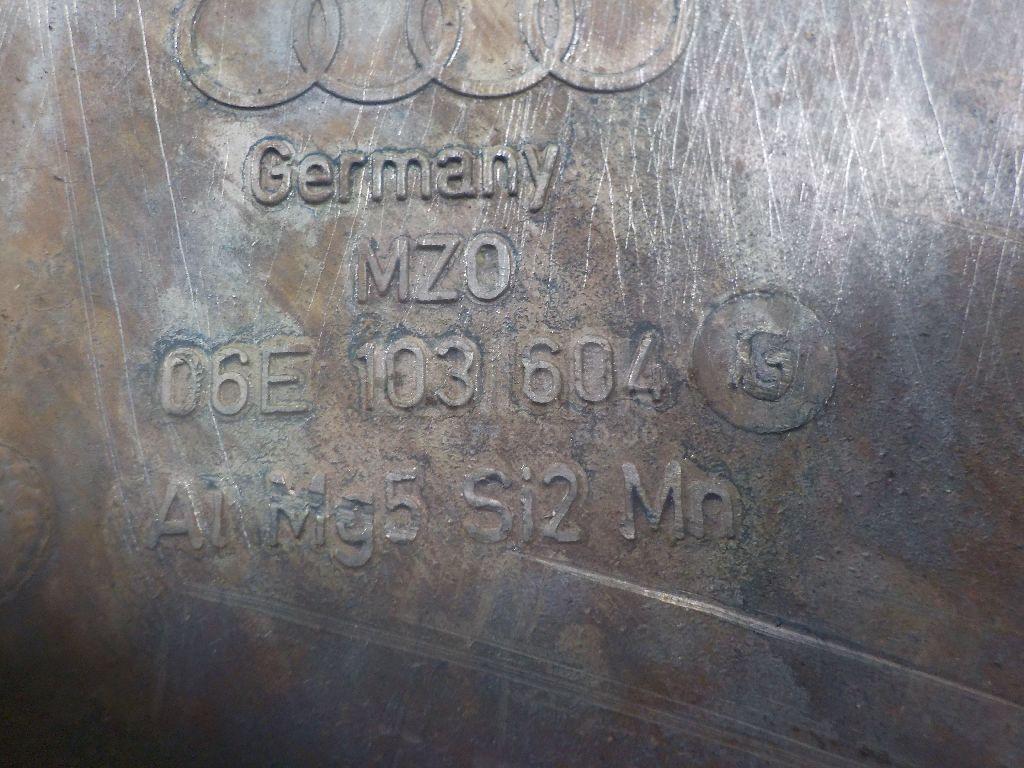 Germany
MZO
06E 103 604 G
Al Mg5 Si2 Mn